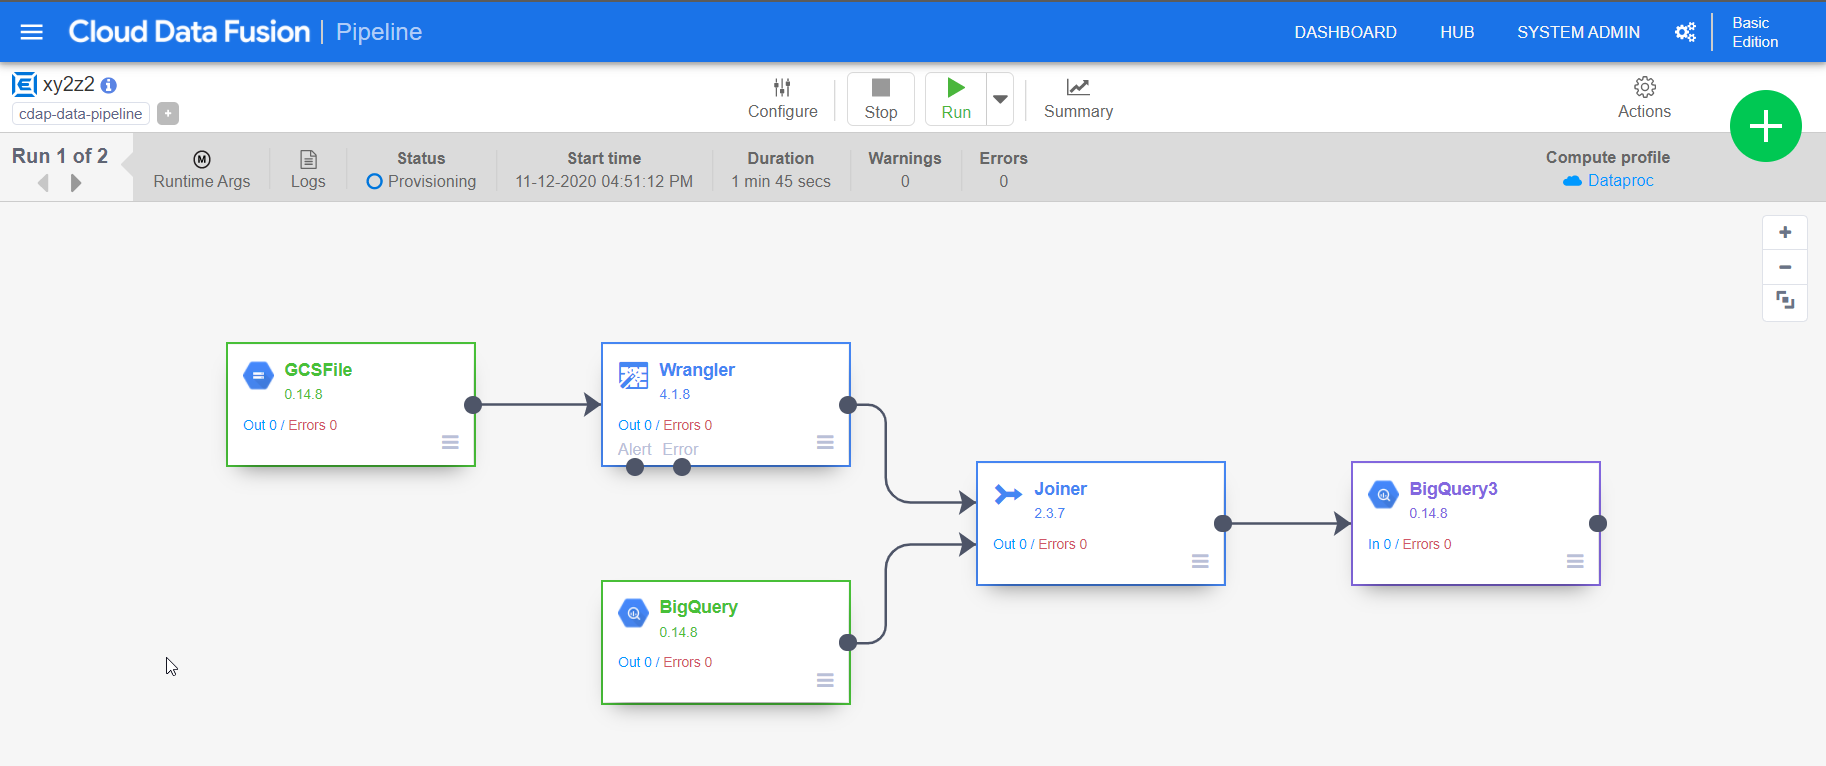 Cloud Data Fusion | Pipeline
DASHBOARD
HUB
SYSTEM ADMIN
Basic
Edition
xy2z2
cdap-data-pipeline
Configure
Stop
Run
Summary
Actions
Run 1 of 2
Runtime Args
Logs
Status
Provisioning
Start time
11-12-2020 04:51:12 PM
Duration
1 min 45 secs
Warnings
0
Errors
0
Compute profile
Dataproc
GCSFile
0.14.8
Out 0 / Errors 0
Wrangler
4.1.8
Out 0 / Errors 0
Alert Error
Joiner
2.3.7
Out 0 / Errors 0
BigQuery3
0.14.8
In 0 / Errors 0
BigQuery
0.14.8
Out 0 / Errors 0